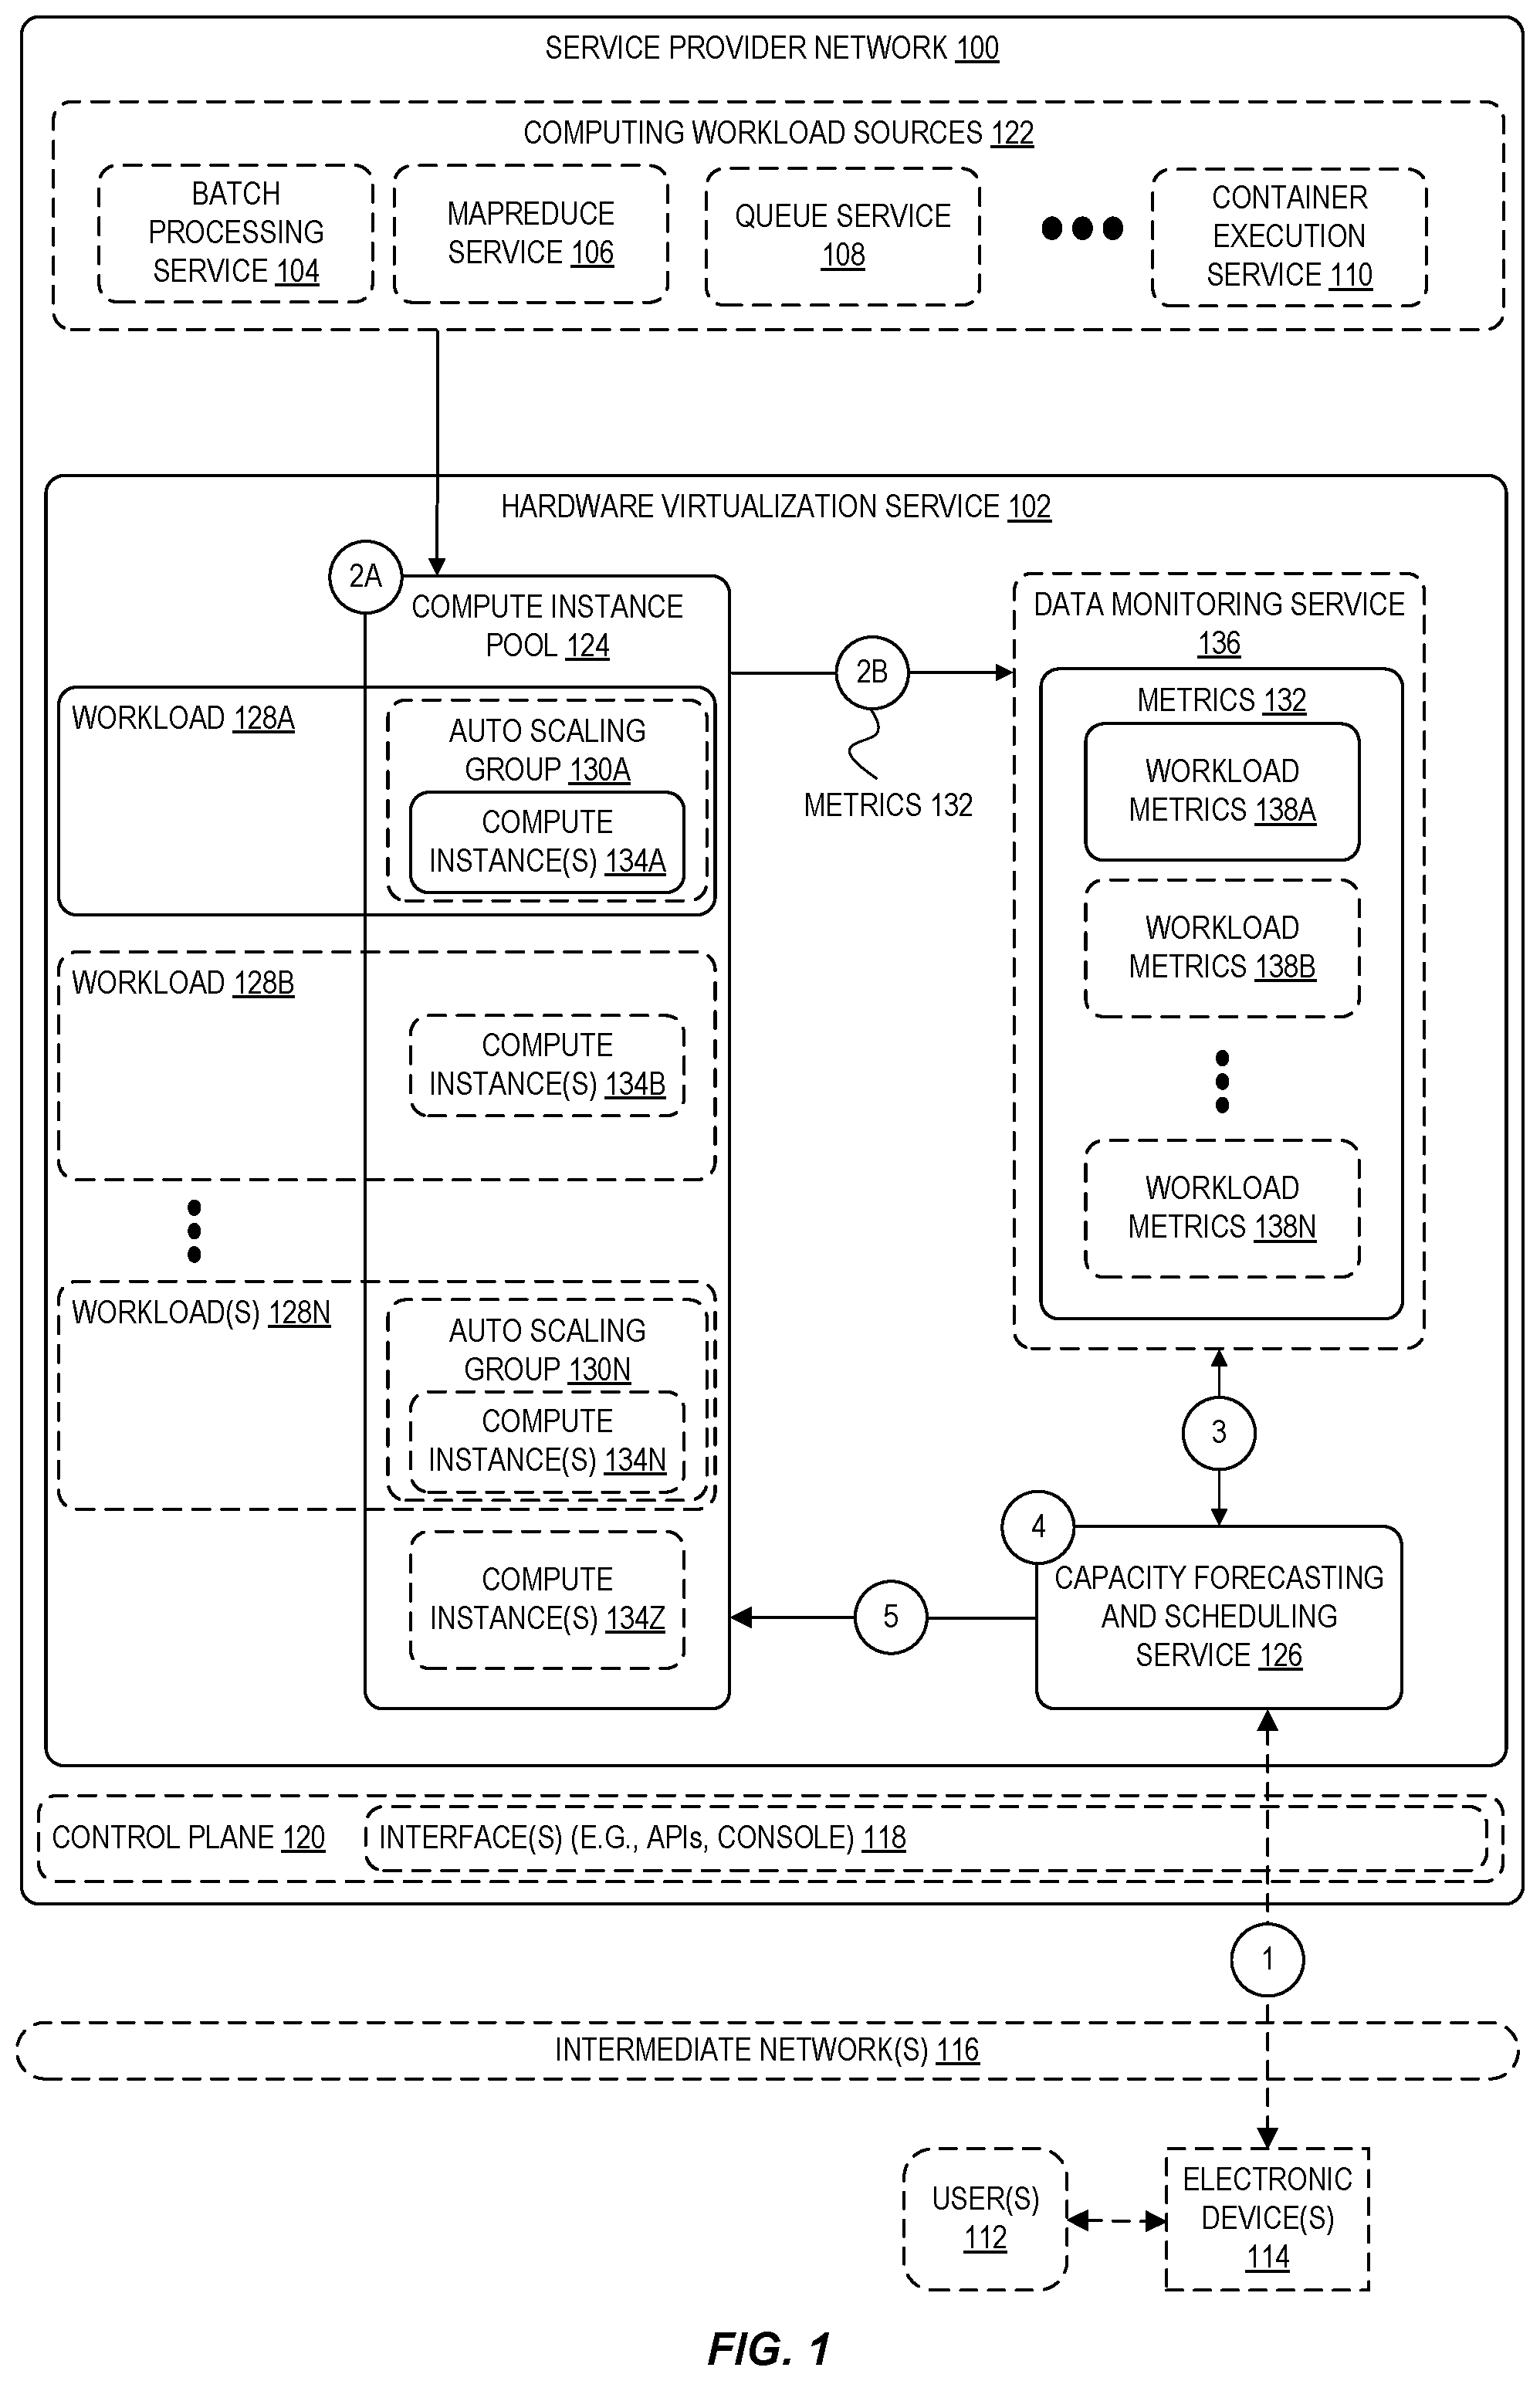 SERVICE PROVIDER NETWORK 100
COMPUTING WORKLOAD SOURCES 122
BATCH
PROCESSING
SERVICE 104
MAPREDUCE
SERVICE 106
QUEUE SERVICE
108
CONTAINER
EXECUTION
SERVICE 110
HARDWARE VIRTUALIZATION SERVICE 102
2A
COMPUTE INSTANCE
POOL 124
WORKLOAD 128A
AUTO SCALING
GROUP 130A
COMPUTE
INSTANCE(S) 134A
WORKLOAD 128B
COMPUTE
INSTANCE(S) 134B
WORKLOAD(S) 128N
AUTO SCALING
GROUP 130N
COMPUTE
INSTANCE(S) 134N
COMPUTE
INSTANCE(S) 134Z
2B
METRICS 132
DATA MONITORING SERVICE
136
METRICS 132
WORKLOAD
METRICS 138A
WORKLOAD
METRICS 138B
WORKLOAD
METRICS 138N
3
4
CAPACITY FORECASTING
AND SCHEDULING
SERVICE 126
5
CONTROL PLANE 120
INTERFACE(S) (E.G., APIs, CONSOLE) 118
1
INTERMEDIATE NETWORK(S) 116
USER(S)
112
ELECTRONIC
DEVICE(S)
114
FIG. 1